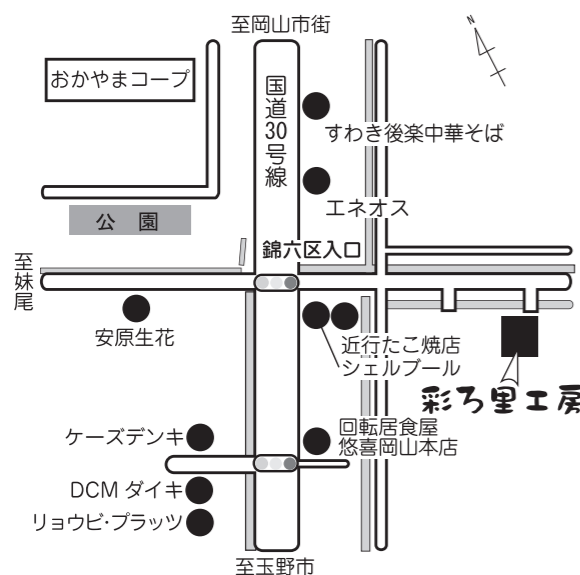 至岡山市街
N
おかやまコープ
国道30号線
すわき後楽中華そば
エネオス
公 園
錦六区入口
至妹尾
安原生花
近行たこ焼店
シェルブール
彩ろ里工房
ケーズデンキ
回転居食屋
悠喜岡山本店
DCM ダイキ
リョウビ・プラッツ
至玉野市